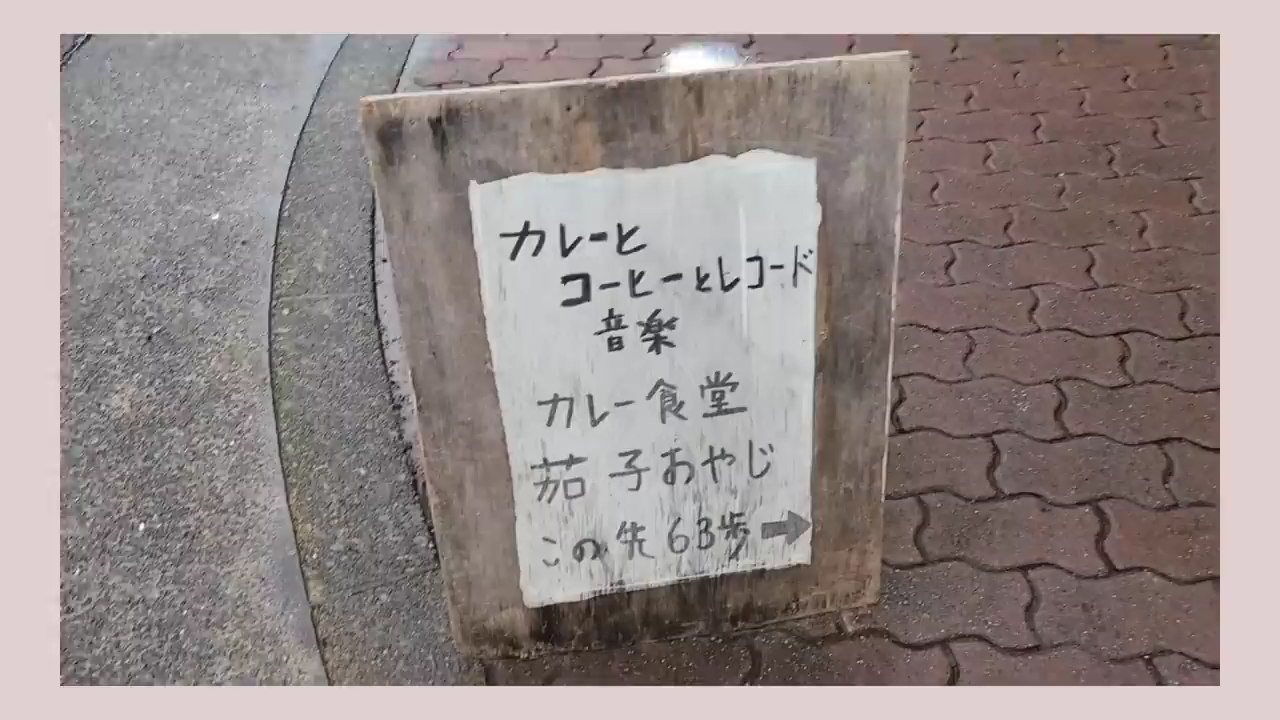 カレーと
コーヒーとレコード
音楽
カレー食堂
茄子おやじ
この先63歩➡